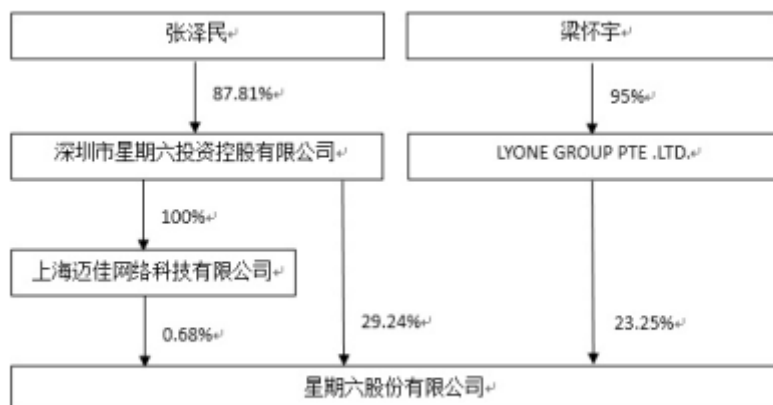 张泽民 梁怀宇
87.81% 95%
深圳市星期六投资控股有限公司 LYONE GROUP PTE .LTD.
100%
上海迈佳网络科技有限公司
0.68% 29.24% 23.25%
星期六股份有限公司